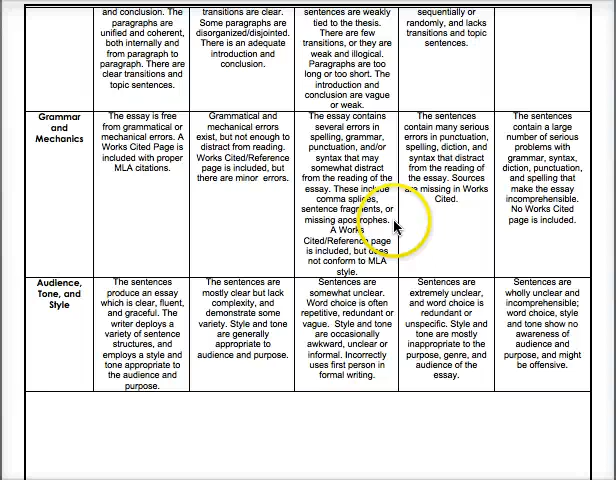 and conclusion. The
paragraphs are
unified and coherent,
both internally and
from paragraph to
paragraph. There are
clear transitions and
topic sentences.
transitions are clear.
Some paragraphs are
disorganized/disjointed.
There is an adequate
introduction and
conclusion.
sentences are weakly
tied to the thesis.
There are few
transitions, or they are
weak and illogical.
Paragraphs are too
long or too short. The
introduction and
conclusion are vague
or weak.
sequentially or
randomly, and lacks
transitions and topic
sentences.
Grammar
and
Mechanics
The essay is free
from grammatical or
mechanical errors. A
Works Cited Page is
included with proper
MLA citations.
Grammatical and
mechanical errors
exist, but not enough to
distract from reading.
Works Cited/Reference
page is included, but
there are minor errors.
The essay contains
several errors in
spelling, grammar,
punctuation, and/or
syntax that may
somewhat distract
from the reading of the
essay. These include
comma splices,
sentence fragments, or
missing apostrophes.
A Works
Cited/Reference page
is included, but does
not conform to MLA
style.
The sentences
contain many serious
errors in punctuation,
spelling, diction, and
syntax that distract
from the reading of
the essay. Sources
are missing in Works
Cited.
The sentences
contain a large
number of serious
problems with
grammar, syntax,
diction, punctuation,
and spelling that
make the essay
incomprehensible.
No Works Cited
page is included.
Audience,
Tone, and
Style
The sentences
produce an essay
which is clear, fluent,
and graceful. The
writer deploys a
variety of sentence
structures, and
employs a style and
tone appropriate to
the audience and
purpose.
The sentences are
mostly clear but lack
complexity, and
demonstrate some
variety. Style and tone
are generally
appropriate to
audience and purpose.
Sentences are
somewhat unclear.
Word choice is often
repetitive, redundant or
vague. Style and tone
are occasionally
awkward, unclear or
informal. Incorrectly
uses first person in
formal writing.
Sentences are
extremely unclear,
and word choice is
redundant or
unspecific. Style and
tone are mostly
inappropriate to the
purpose, genre, and
audience of the
essay.
Sentences are
wholly unclear and
incomprehensible;
word choice, style
and tone show no
awareness of
audience and
purpose, and might
be offensive.